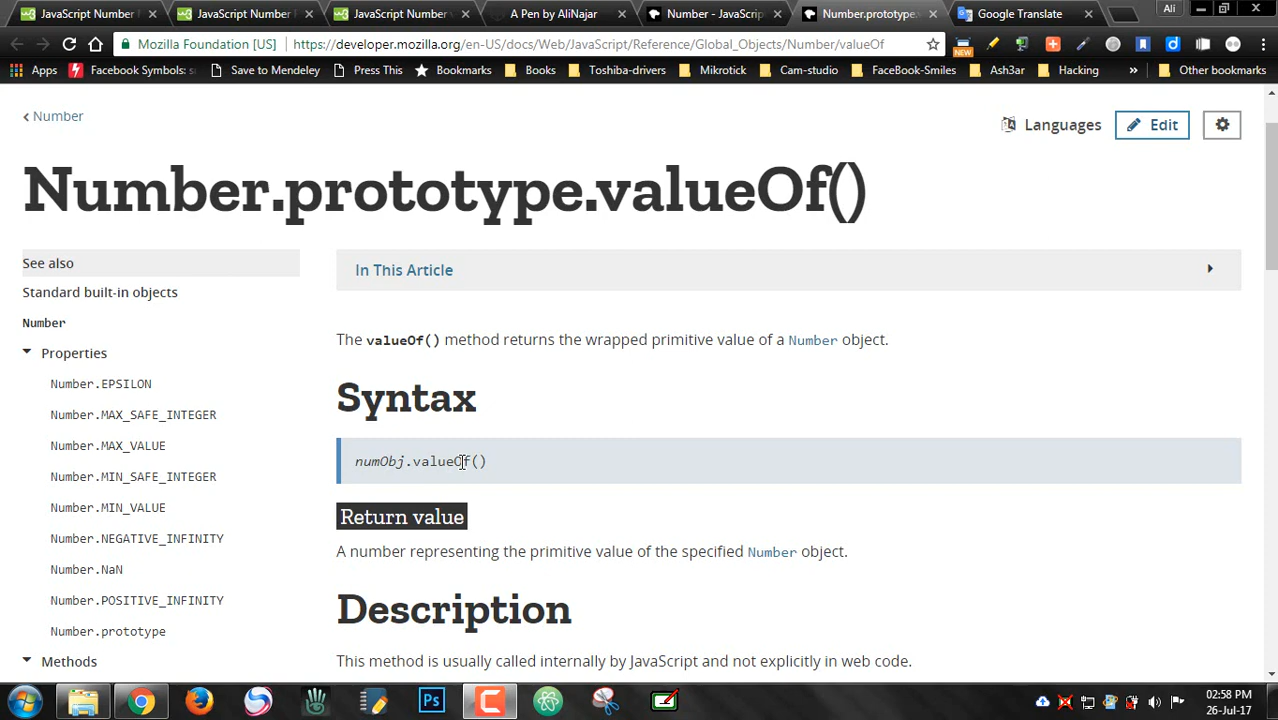 JavaScript Number
JavaScript Number
JavaScript Number
A Pen by AliNajar
Number - JavaScript
Number.prototype.
Google Translate
Ali
Mozilla Foundation [US]
https://developer.mozilla.org/en-US/docs/Web/JavaScript/Reference/Global_Objects/Number/valueOf
NEW
Apps
Facebook Symbols:
Save to Mendeley
Press This
Bookmarks
Books
Toshiba-drivers
Mikrotick
Cam-studio
FaceBook-Smiles
Ash3ar
Hacking
»
Other bookmarks
‹ Number
Languages
Edit
Number.prototype.valueOf()
See also
In This Article
Standard built-in objects
Number
The valueOf() method returns the wrapped primitive value of a Number object.
Properties
Number.EPSILON
Syntax
Number.MAX_SAFE_INTEGER
Number.MAX_VALUE
numObj.valueOf()
Number.MIN_SAFE_INTEGER
Number.MIN_VALUE
Return value
Number.NEGATIVE_INFINITY
A number representing the primitive value of the specified Number object.
Number.NaN
Number.POSITIVE_INFINITY
Description
Number.prototype
Methods
This method is usually called internally by JavaScript and not explicitly in web code.
Ps
02:58 PM
26-Jul-17